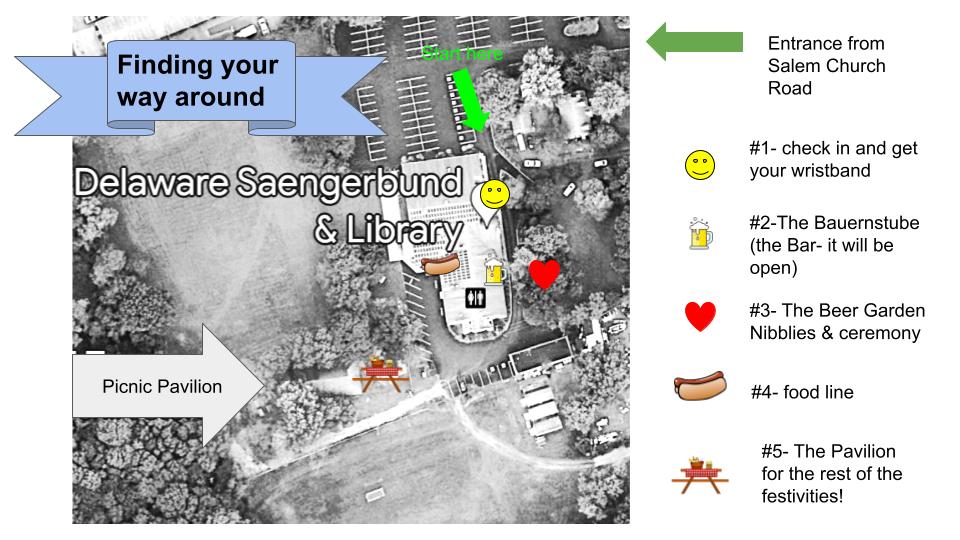 Finding your
way around
Start here
Delaware Saengerbund
& Library
Picnic Pavilion
Entrance from
Salem Church
Road
#1- check in and get
your wristband
#2-The Bauernstube
(the Bar- it will be
open)
#3- The Beer Garden
Nibblies & ceremony
#4- food line
#5- The Pavilion
for the rest of the
festivities!